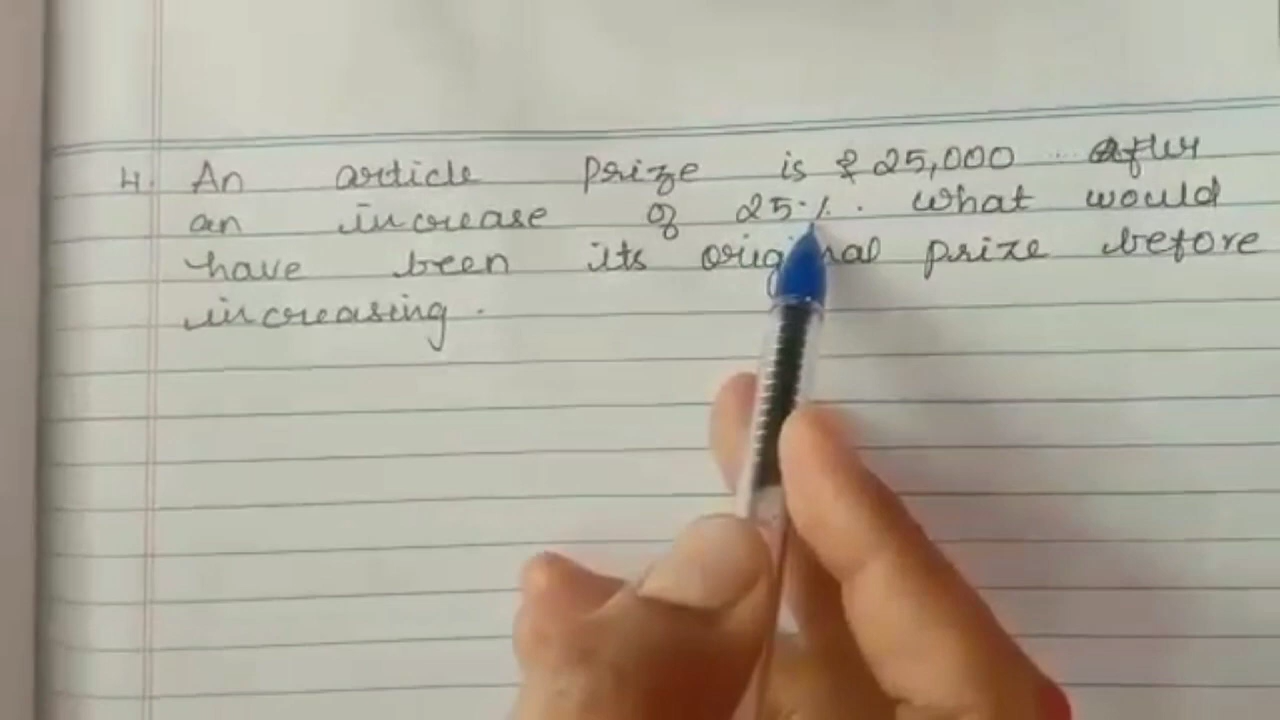 4. An article prize is ₹ 25,000 after
an increase of 25%. What would
have been its original prize before
increasing.